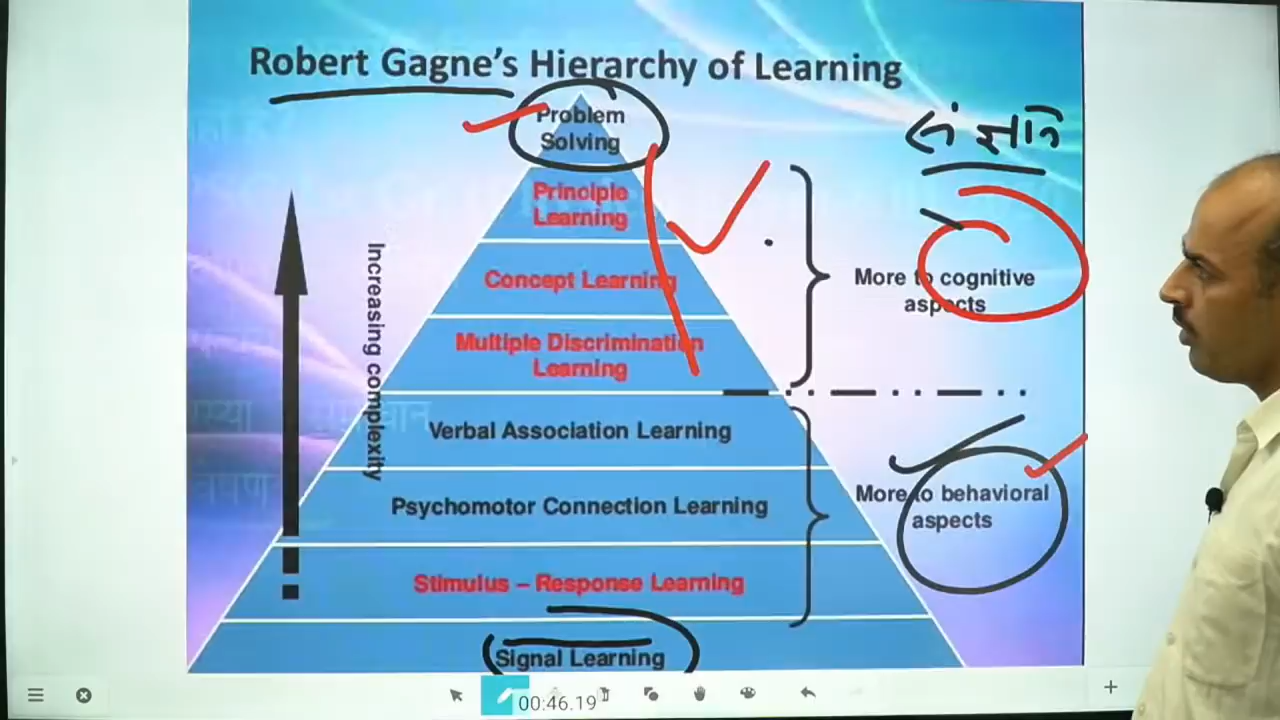 Robert Gagne's Hierarchy of Learning
Problem
Solving
Principle
Learning
Concept Learning
Multiple Discrimination
Learning
Verbal Association Learning
Psychomotor Connection Learning
Stimulus – Response Learning
Signal Learning
Increasing complexity
More to cognitive
aspects
More to behavioral
aspects
00:46.19